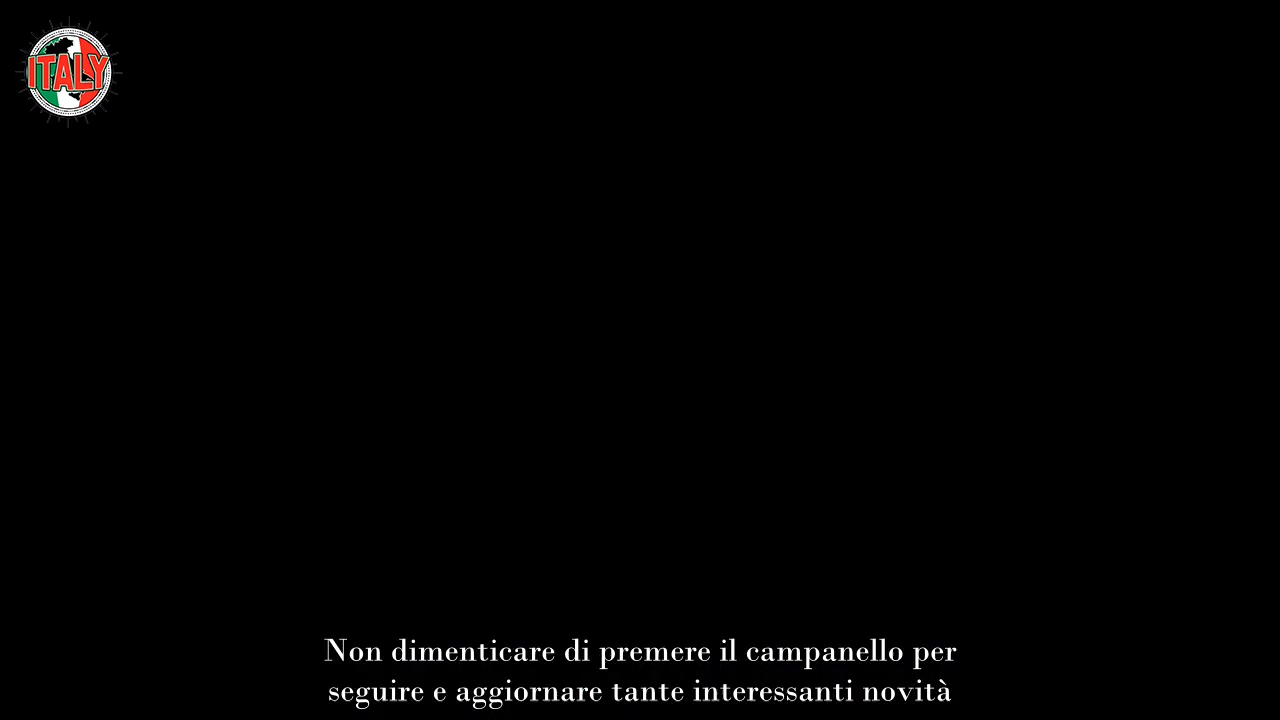 ITALY
Non dimenticare di premere il campanello per
seguire e aggiornare tante interessanti novità